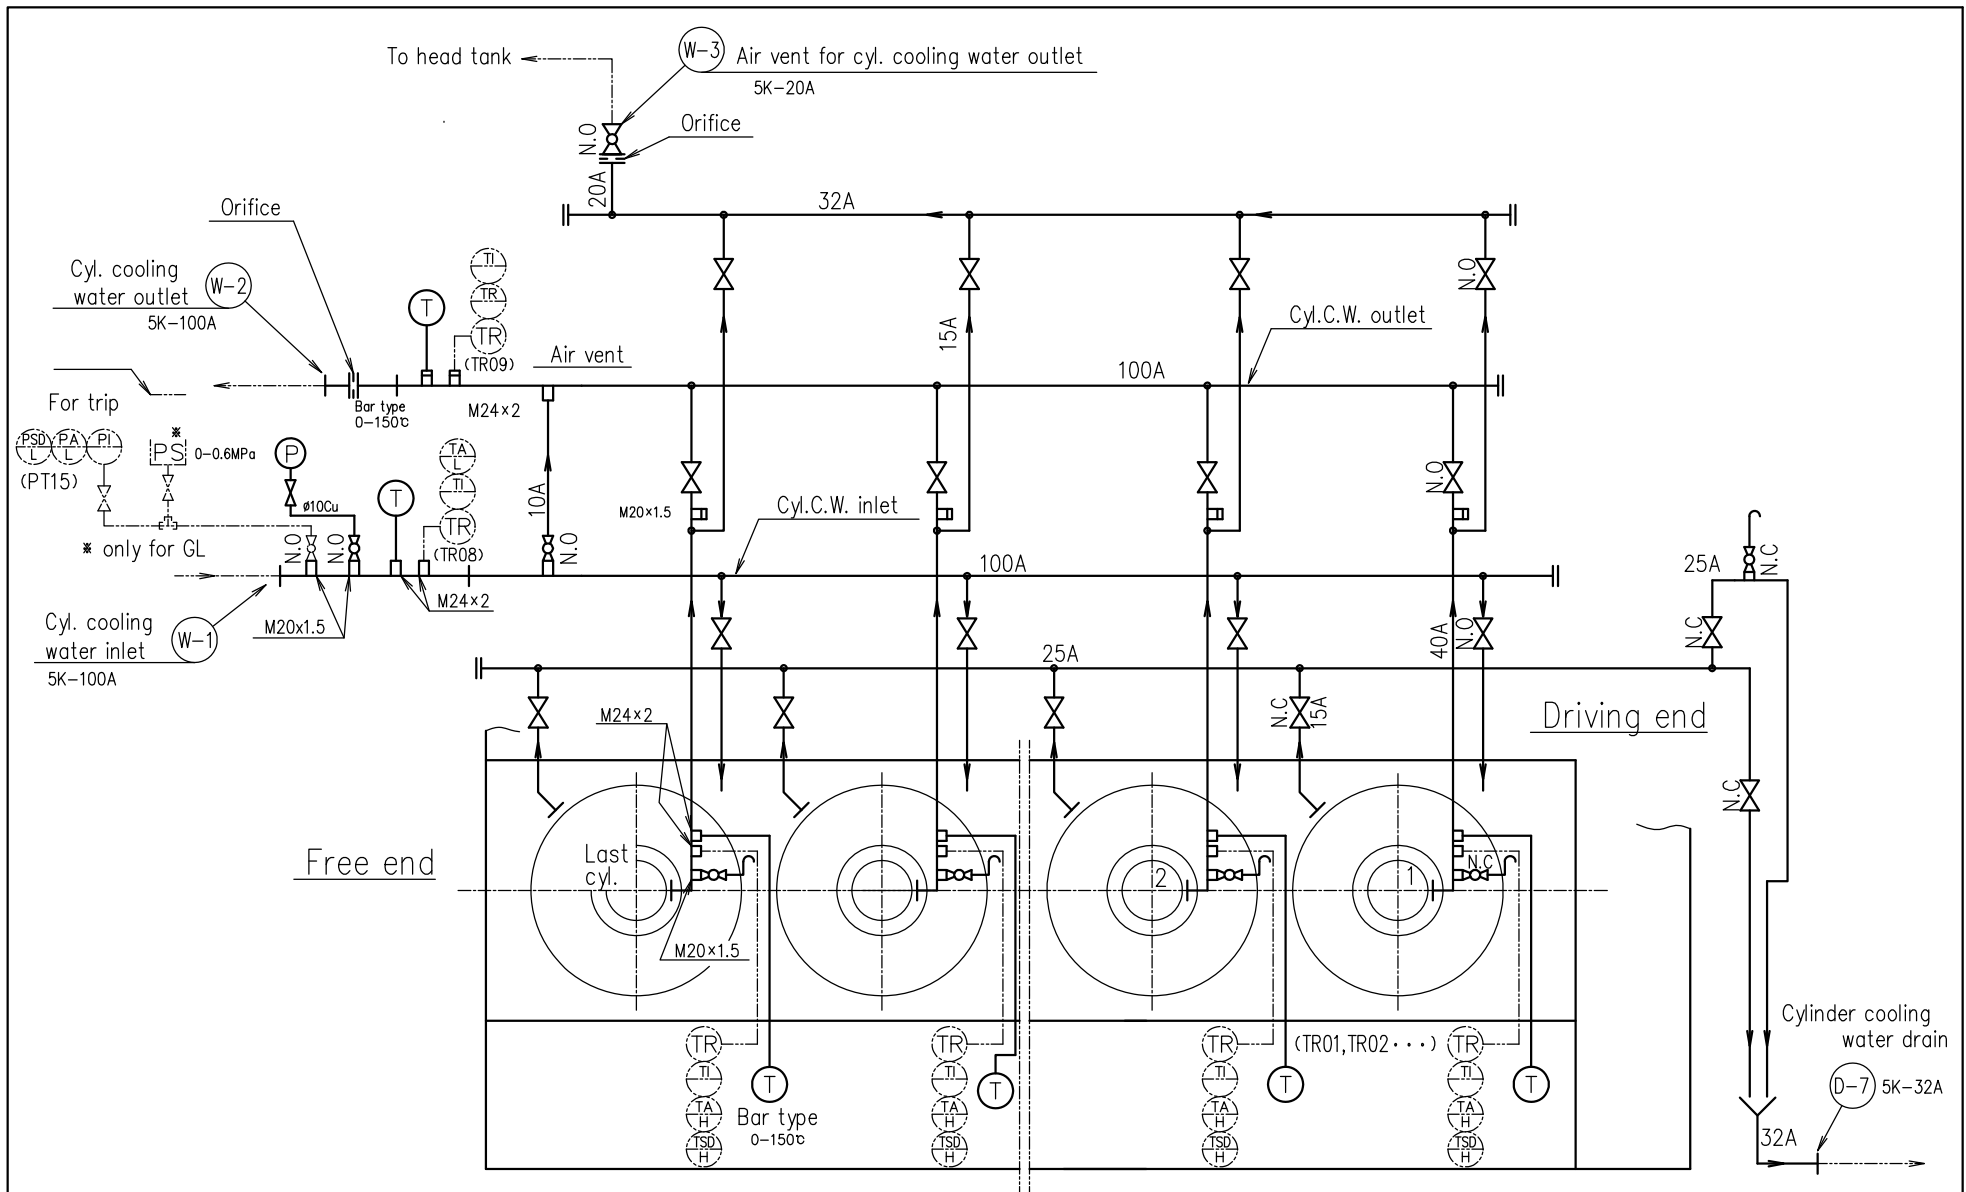 To head tank
W-3
Air vent for cyl. cooling water outlet
5K-20A
N.O
Orifice
20A
32A
Orifice
Cyl. cooling
water outlet
W-2
5K-100A
T
TI
TR
TR
(TR09)
Air vent
N.O
15A
Cyl.C.W. outlet
100A
Bar type
0-150℃
M24×2
For trip
PSD
L
PA
L
PI
(PT15)
※
PS
0-0.6MPa
P
ø10Cu
T
TA
L
TI
TR
(TR08)
10A
N.O
M20×1.5
N.O
Cyl.C.W. inlet
※ only for GL
N.O
N.O
100A
M24×2
M20x1.5
Cyl. cooling
water inlet
W-1
5K-100A
25A
N.C
N.C
40A
N.O
25A
N.C
15A
Driving end
M24×2
N.C
Free end
Last
cyl.
2
1
N.C
M20×1.5
TR
TI
TA
H
TSD
H
T
Bar type
0-150℃
TR
TI
TA
H
TSD
H
T
TR
TI
TA
H
TSD
H
T
(TR01,TR02･･･)
TR
TI
TA
H
TSD
H
T
Cylinder cooling
water drain
D-7
5K-32A
32A